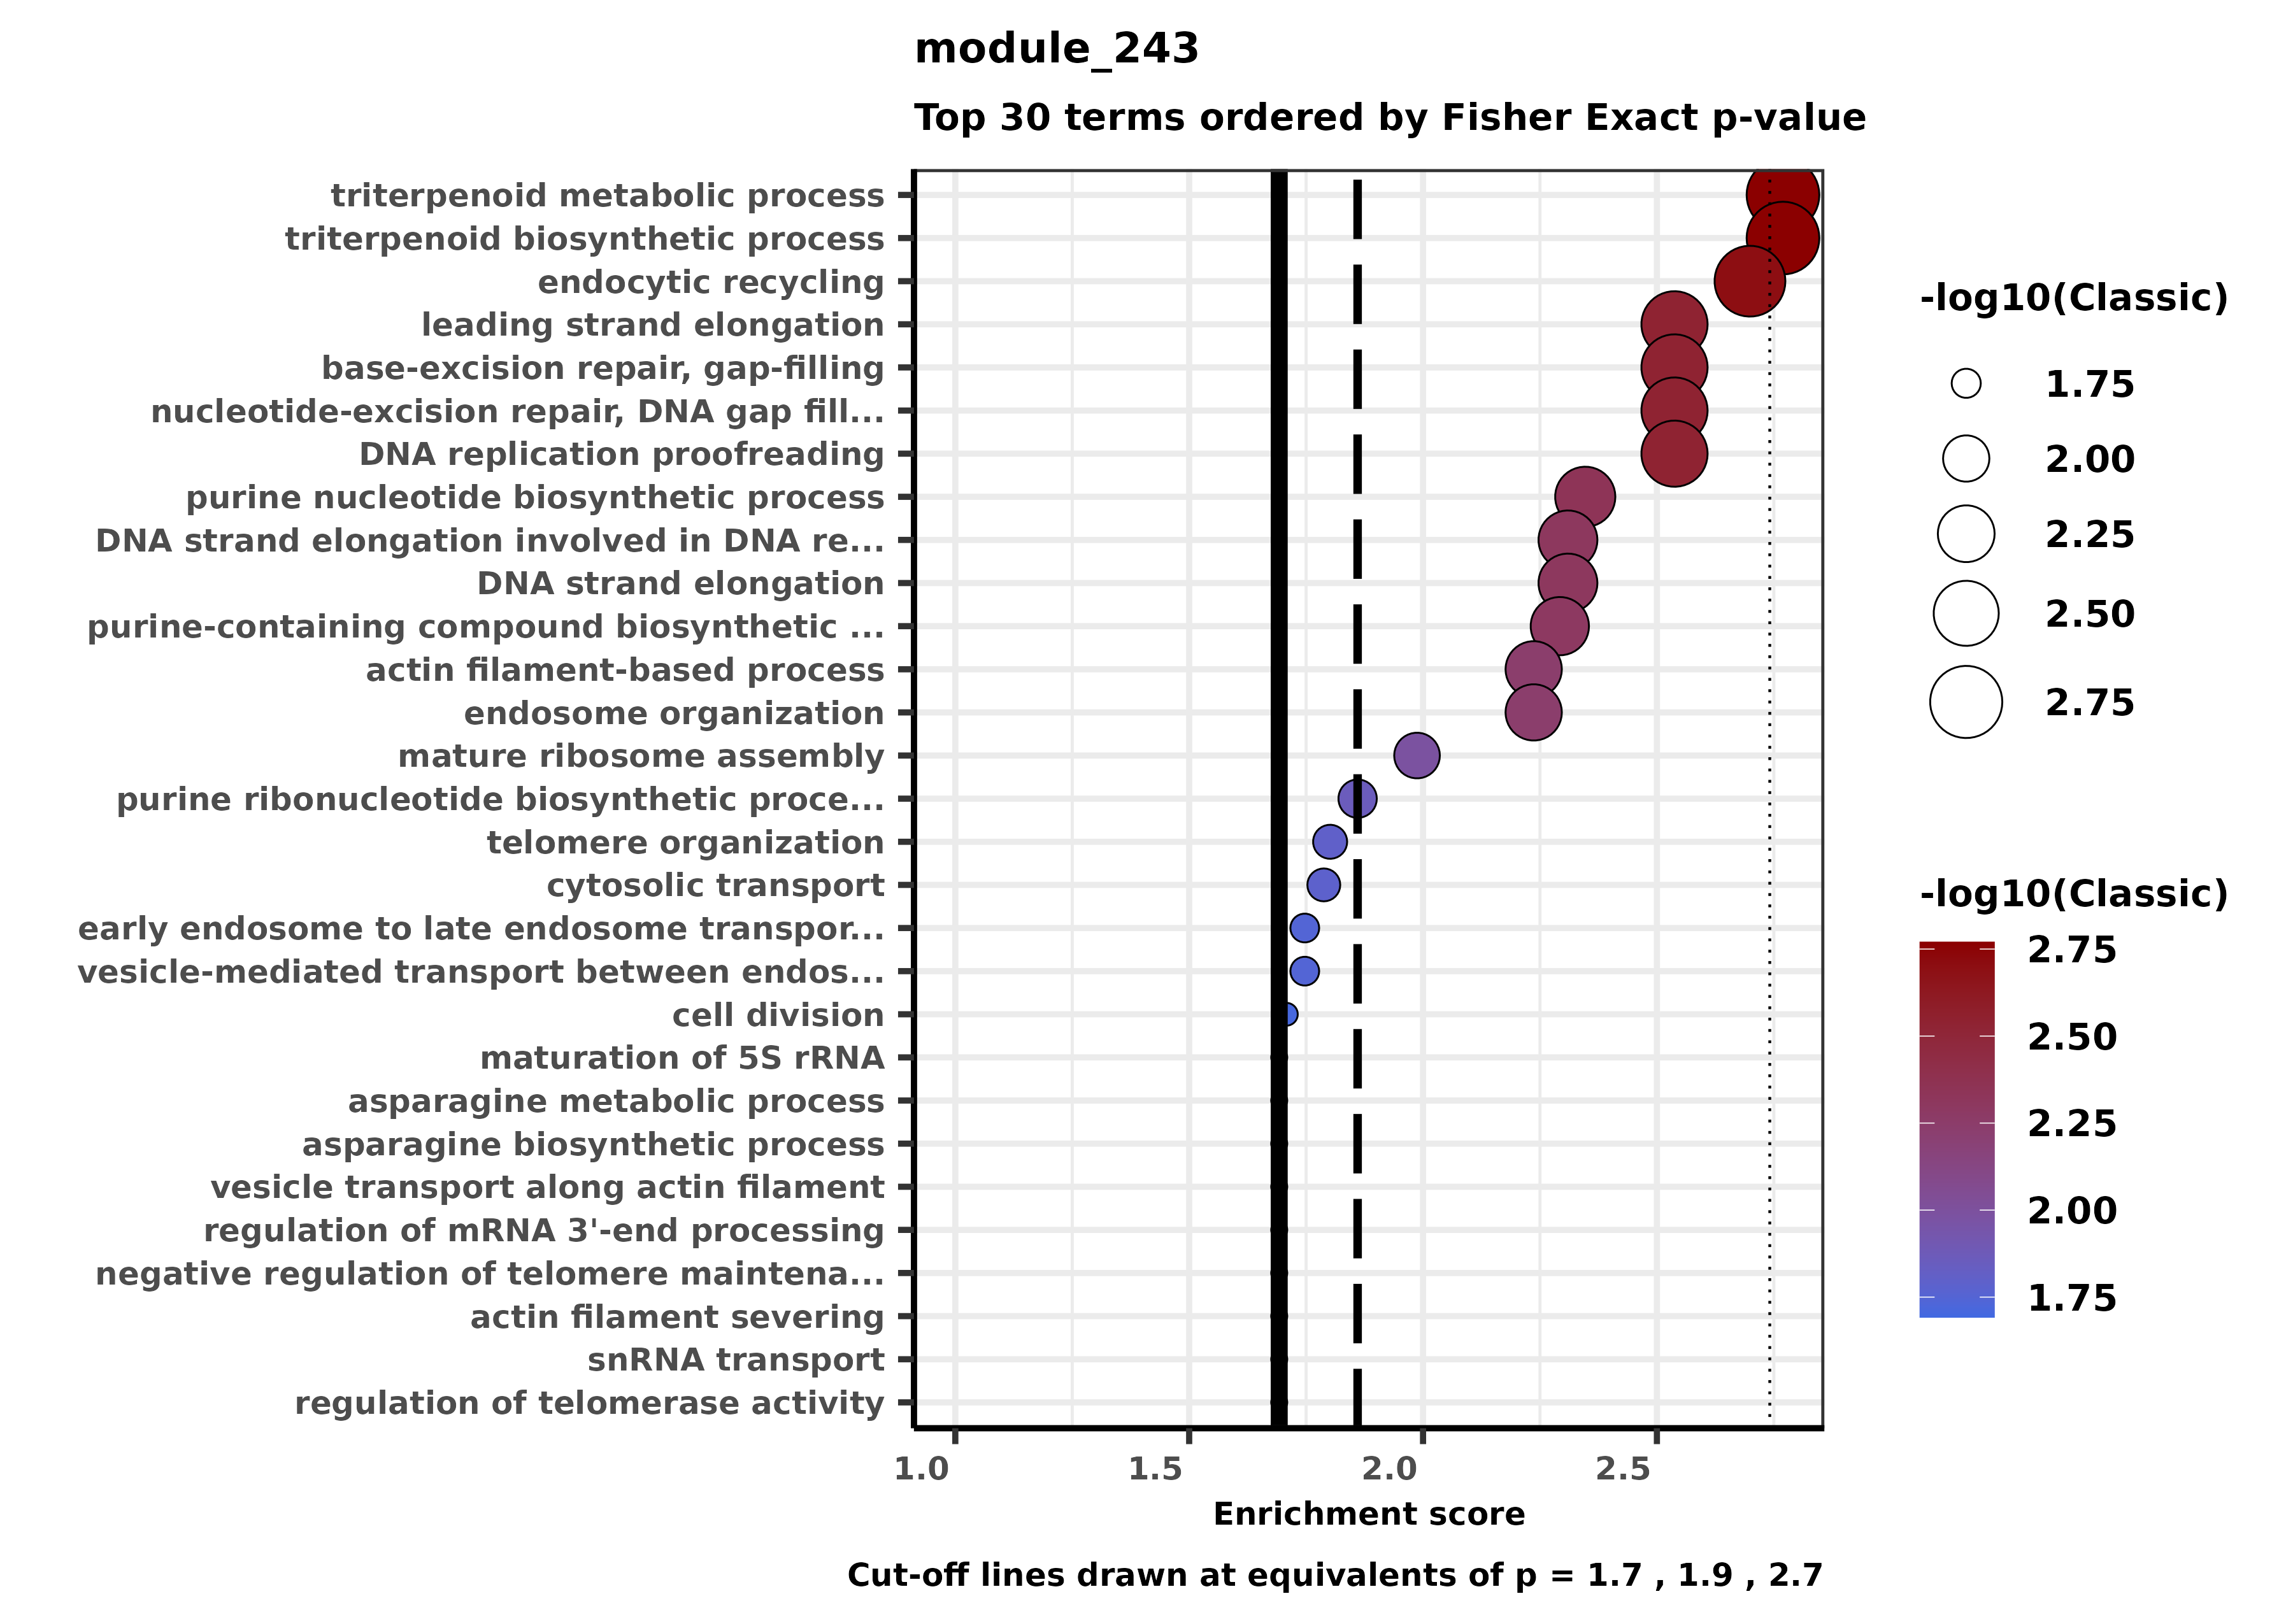 module_243
Top 30 terms ordered by Fisher Exact p-value
triterpenoid metabolic process
triterpenoid biosynthetic process
endocytic recycling
leading strand elongation
base-excision repair, gap-filling
nucleotide-excision repair, DNA gap fill...
DNA replication proofreading
purine nucleotide biosynthetic process
DNA strand elongation involved in DNA re...
DNA strand elongation
purine-containing compound biosynthetic ...
actin filament-based process
endosome organization
mature ribosome assembly
purine ribonucleotide biosynthetic proce...
telomere organization
cytosolic transport
early endosome to late endosome transpor...
vesicle-mediated transport between endos...
cell division
maturation of 5S rRNA
asparagine metabolic process
asparagine biosynthetic process
vesicle transport along actin filament
regulation of mRNA 3'-end processing
negative regulation of telomere maintena...
actin filament severing
snRNA transport
regulation of telomerase activity
1.0 1.5 2.0 2.5
Enrichment score
Cut-off lines drawn at equivalents of p = 1.7 , 1.9 , 2.7
-log10(Classic)
1.75
2.00
2.25
2.50
2.75
-log10(Classic)
2.75
2.50
2.25
2.00
1.75